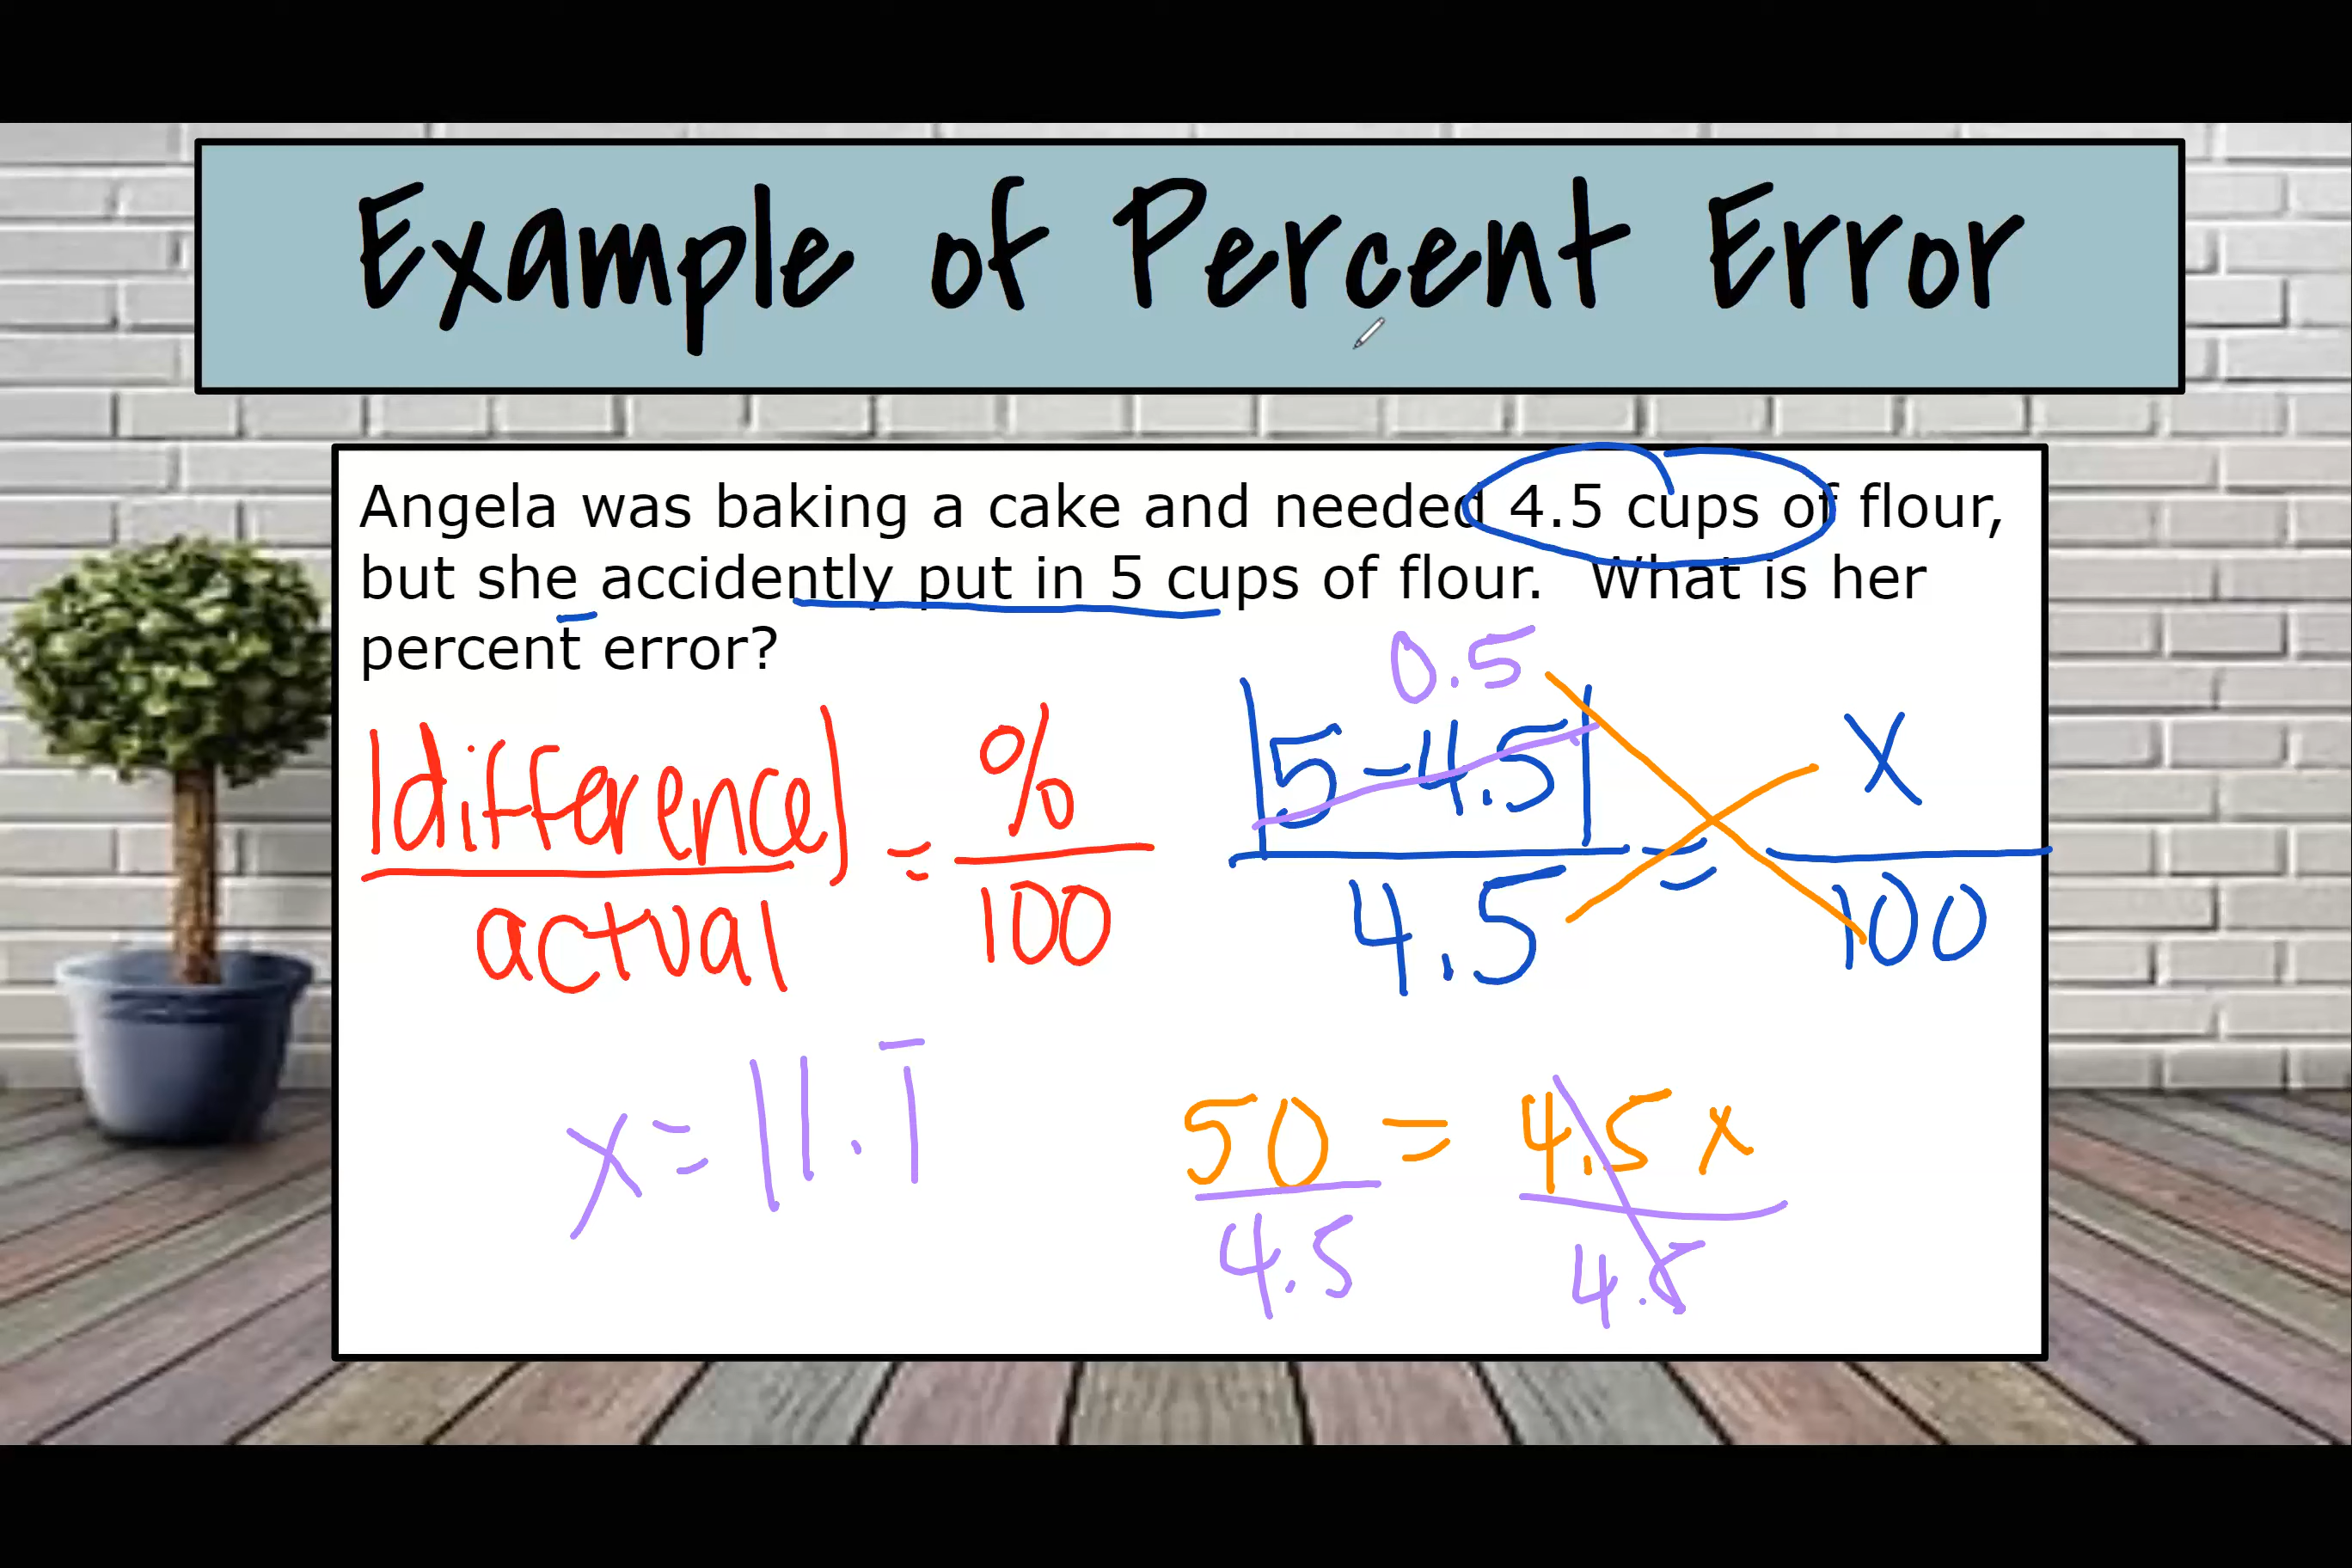 Example of Percent Error
Angela was baking a cake and needed 4.5 cups of flour,
but she accidently put in 5 cups of flour. What is her
percent error?
|difference| / actual = % / 100
0.5
|5-4.5| / 4.5 = x / 100
50 = 4.5x
4.5 4.5
x = 11.1̅